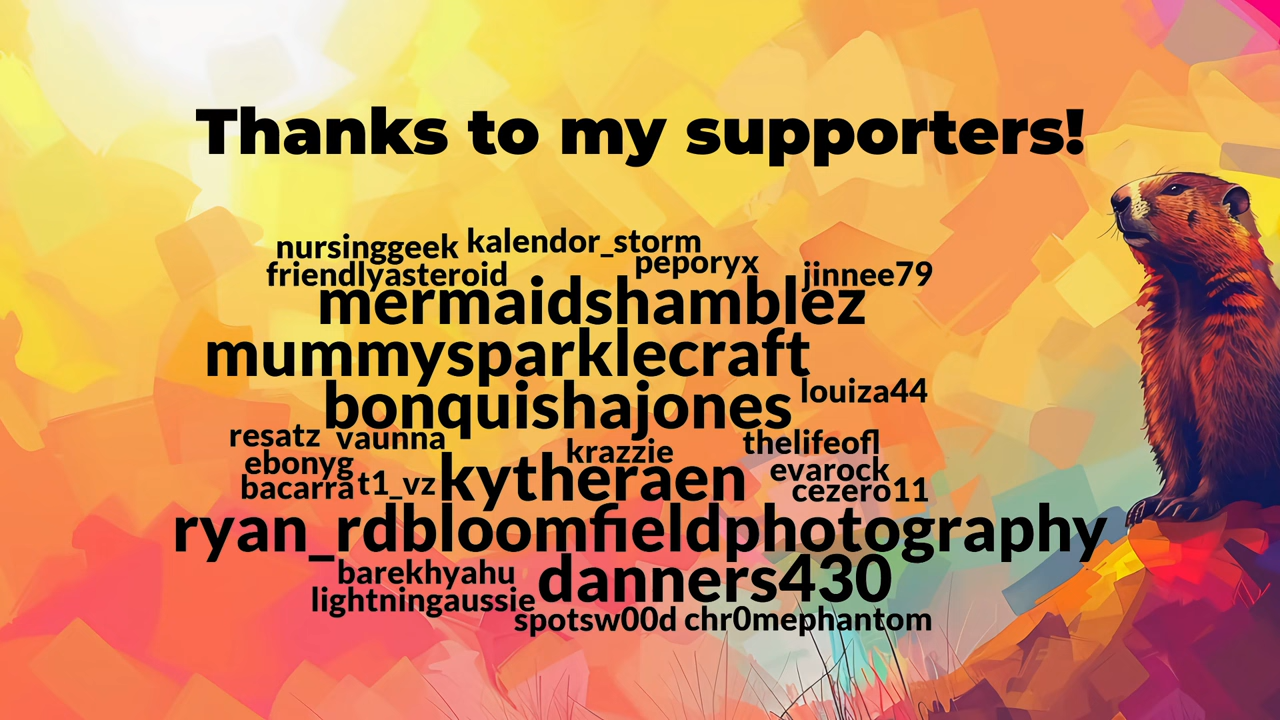 Thanks to my supporters!
nursinggeek kalendor_storm
friendlyasteroid peporyx jinnee79
mermaidshamblez
mummysparklecraft
bonquishajones louiza44
resatz vaunna krazzie thelifeofl
ebonyg kytheraen evarock
bacarra t1_vz cezero11
ryan_rdbloomfieldphotography
barekhyahu danners430
lightningaussie
spotsw00d chr0mephantom